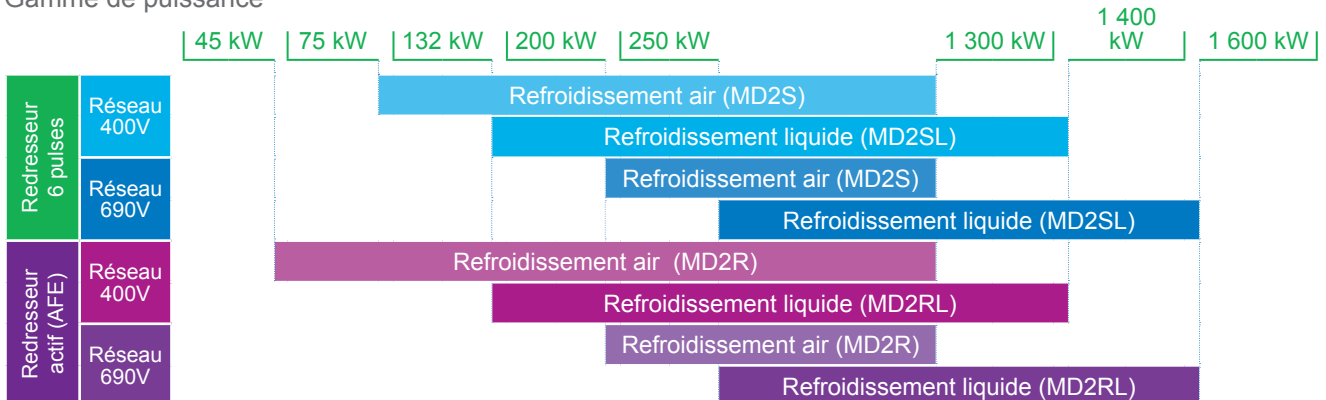 Gamme de puissance
45 kW 75 kW 132 kW 200 kW 250 kW 1 300 kW 1 400 kW 1 600 kW
Redresseur 6 pulses
Réseau 400V
Refroidissement air (MD2S)
Refroidissement liquide (MD2SL)
Réseau 690V
Refroidissement air (MD2S)
Refroidissement liquide (MD2SL)
Redresseur actif (AFE)
Réseau 400V
Refroidissement air (MD2R)
Refroidissement liquide (MD2RL)
Réseau 690V
Refroidissement air (MD2R)
Refroidissement liquide (MD2RL)